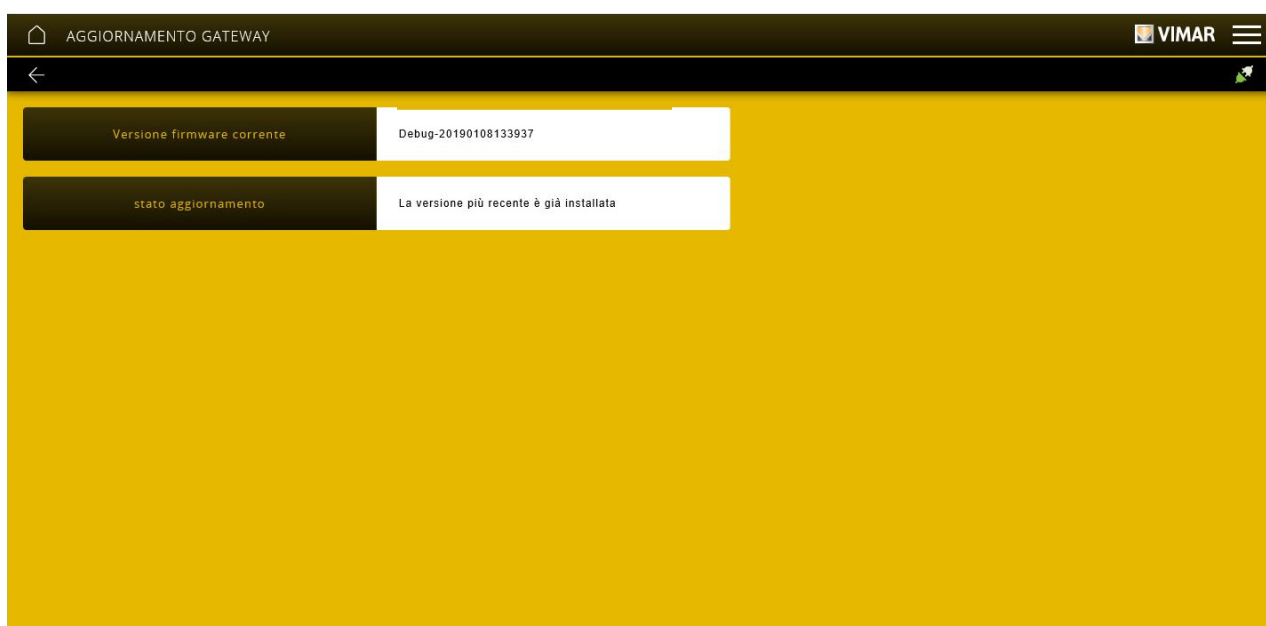 AGGIORNAMENTO GATEWAY
VIMAR
Versione firmware corrente
Debug-20190108133937
stato aggiornamento
La versione più recente è già installata